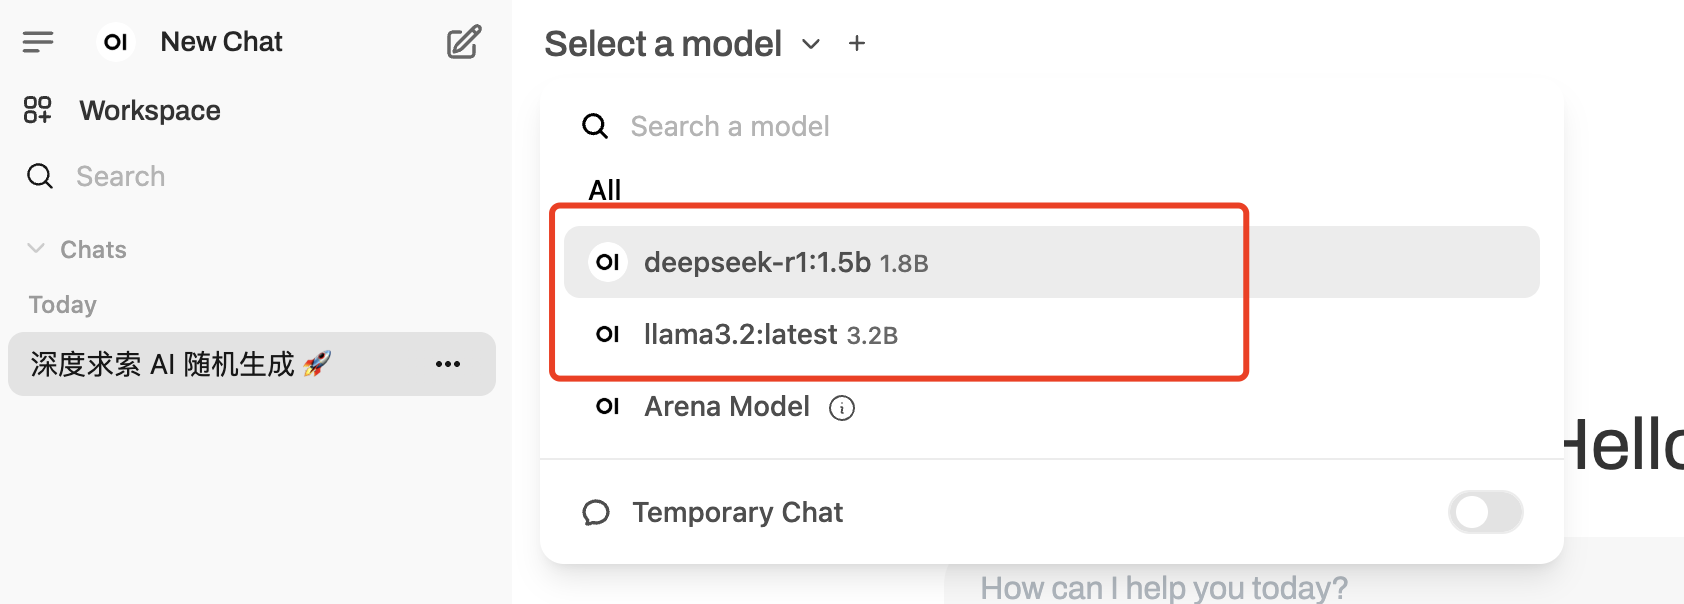 OI New Chat
Workspace
Search
Chats
Today
深度求索 AI 随机生成 🚀
Select a model
Search a model
All
OI deepseek-r1:1.5b 1.8B
OI llama3.2:latest 3.2B
OI Arena Model
Temporary Chat
Hello
How can I help you today?